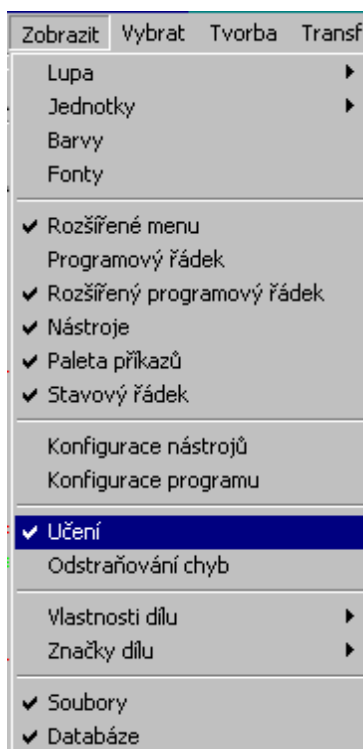 Zobrazit Vybrat Tvorba Transf
Lupa
Jednotky
Barvy
Fonty
Rozšířené menu
Programový řádek
Rozšířený programový řádek
Nástroje
Paleta příkazů
Stavový řádek
Konfigurace nástrojů
Konfigurace programu
Učení
Odstraňování chyb
Vlastnosti dílu
Značky dílu
Soubory
Databáze